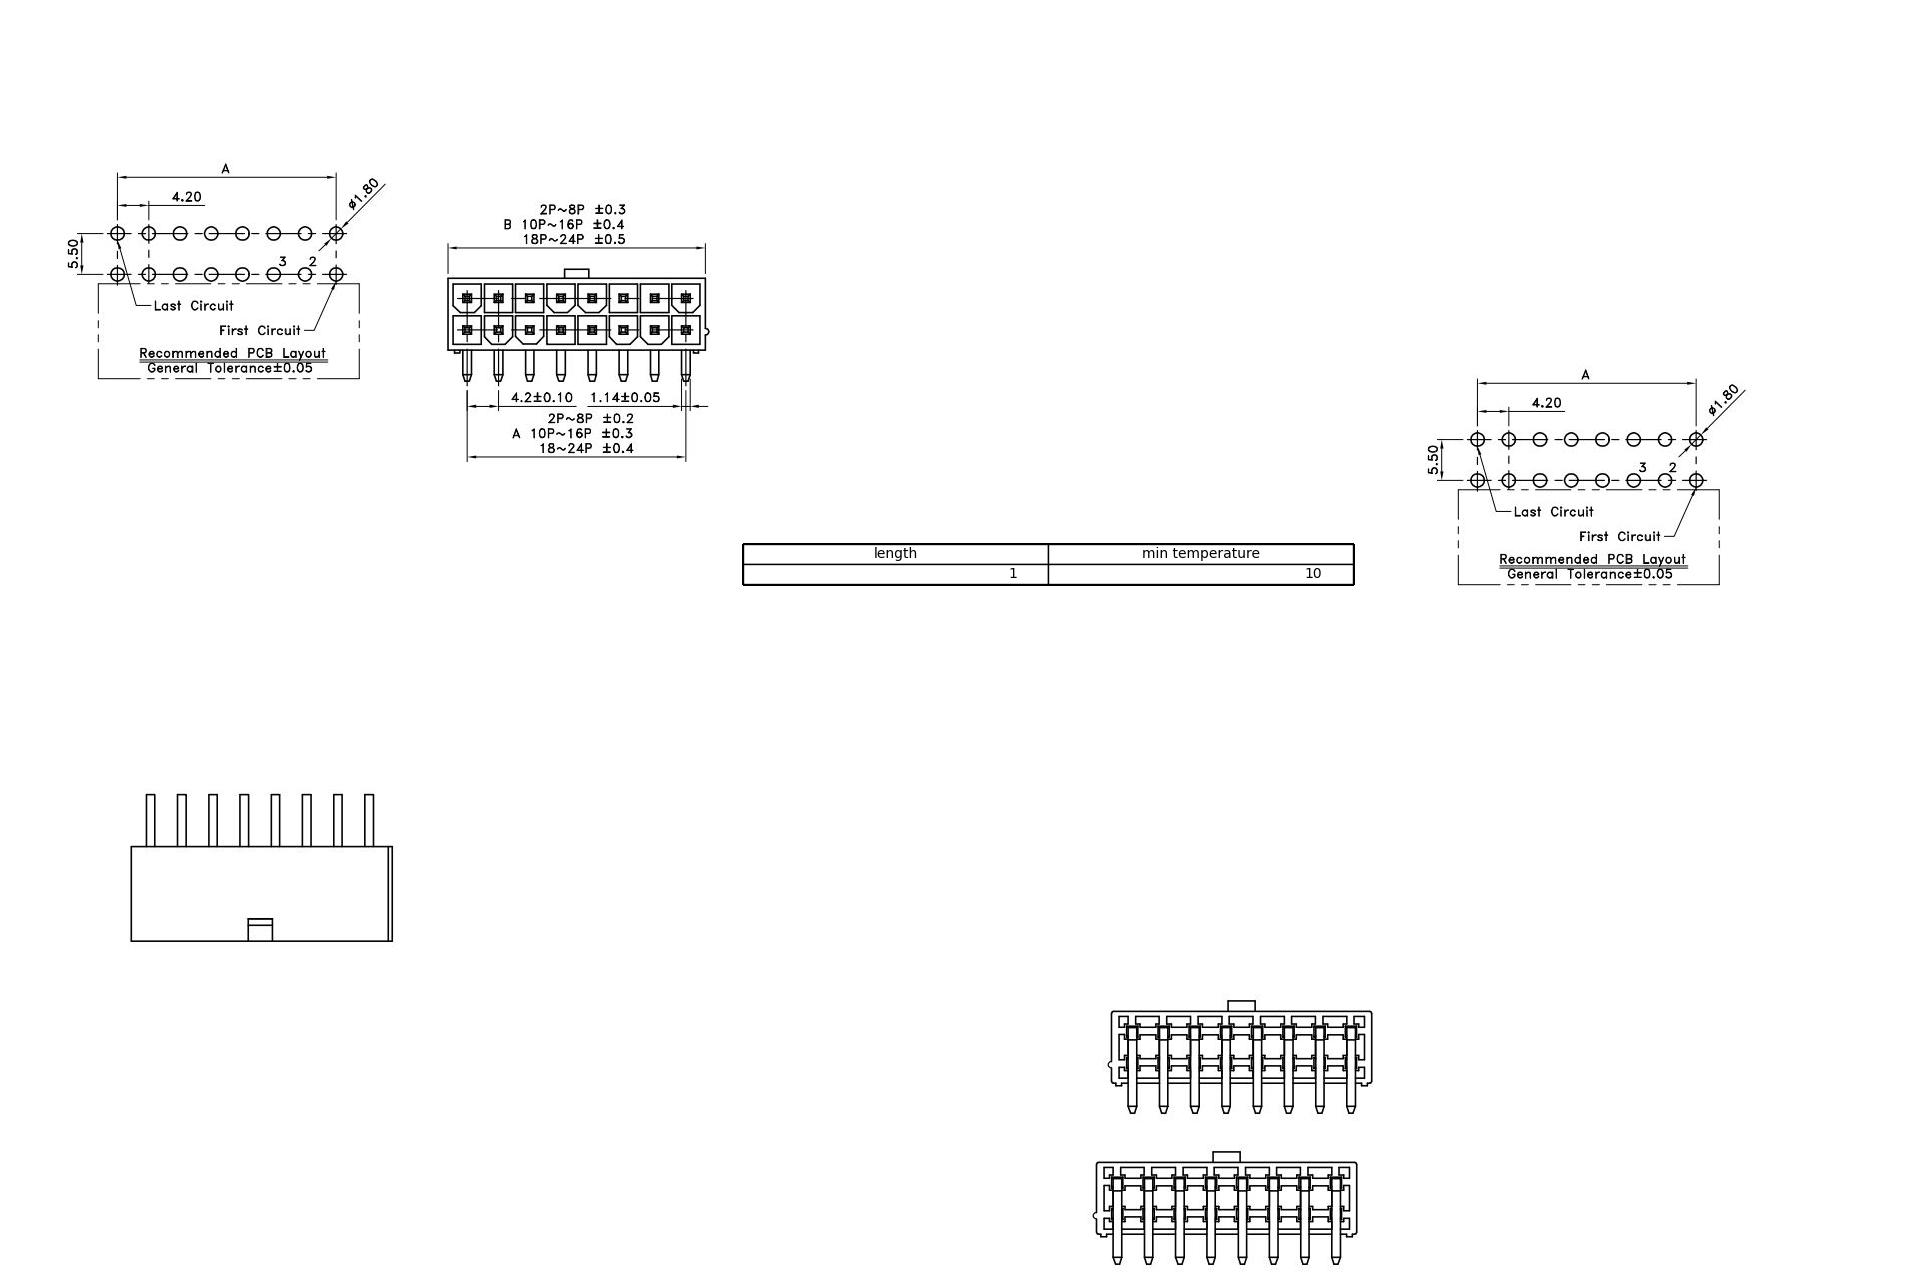 A
4.20
ø1.80
5.50
3
2
Last Circuit
First Circuit
Recommended PCB Layout
General Tolerance±0.05
2P~8P ±0.3
B 10P~16P ±0.4
18P~24P ±0.5
4.2±0.10
1.14±0.05
2P~8P ±0.2
A 10P~16P ±0.3
18~24P ±0.4
length
min temperature
1
10
A
4.20
ø1.80
5.50
3
2
Last Circuit
First Circuit
Recommended PCB Layout
General Tolerance±0.05